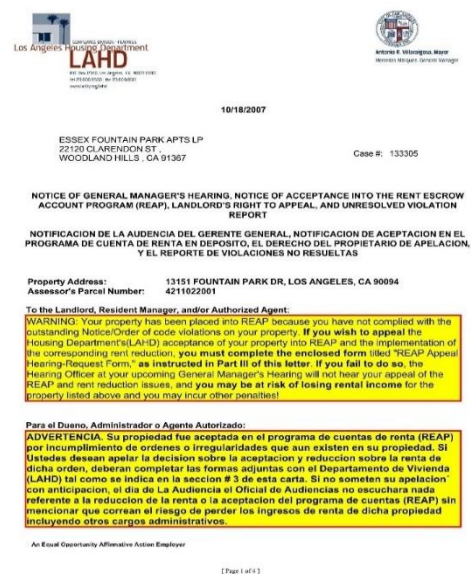 Los Angeles Housing Department
LAHD
Antonio R. Villaraigosa, Mayor
Mercedes Márquez, General Manager
10/18/2007
ESSEX FOUNTAIN PARK APTS LP
22120 CLARENDON ST ,
WOODLAND HILLS , CA 91367
Case #: 133305
NOTICE OF GENERAL MANAGER'S HEARING, NOTICE OF ACCEPTANCE INTO THE RENT ESCROW
ACCOUNT PROGRAM (REAP), LANDLORD'S RIGHT TO APPEAL, AND UNRESOLVED VIOLATION
REPORT
NOTIFICACION DE LA AUDENCIA DEL GERENTE GENERAL, NOTIFICACION DE ACEPTACION EN EL
PROGRAMA DE CUENTA DE RENTA EN DEPOSITO, EL DERECHO DEL PROPIETARIO DE APELACION,
Y EL REPORTE DE VIOLACIONES NO RESUELTAS
Property Address: 13151 FOUNTAIN PARK DR, LOS ANGELES, CA 90094
Assessor's Parcel Number: 4211022001
To the Landlord, Resident Manager, and/or Authorized Agent:
WARNING: Your property has been placed into REAP because you have not complied with the
outstanding Notice/Order of code violations on your property. If you wish to appeal the
Housing Department's(LAHD) acceptance of your property into REAP and the implementation of
the corresponding rent reduction, you must complete the enclosed form titled "REAP Appeal
Hearing-Request Form," as instructed in Part III of this letter. If you fail to do so, the
Hearing Officer at your upcoming General Manager's Hearing will not hear your appeal of the
REAP and rent reduction issues, and you may be at risk of losing rental income for the
property listed above and you may incur other penalties!
Para el Dueno, Administrador o Agente Autorizado:
ADVERTENCIA. Su propiedad fue aceptada en el programa de cuentas de renta (REAP)
por incumplimiento de ordenes o irregularidades que aun existen en su propiedad. Si
Ustedes desean apelar la decisión sobre la aceptacion y reduccion sobre la renta de
dicha orden, deberan completar las formas adjuntas con el Departamento de Vivienda
(LAHD) tal como se indica en la seccion # 3 de esta carta. Si no someten su apelacion
con anticipacion, el dia de La Audiencia el Oficial de Audiencias no escuchara nada
referente a la reduccion de la renta o la aceptacion del programa de cuentas (REAP) sin
mencionar que correan el riesgo de perder los ingresos de renta de dicha propiedad
incluyendo otros cargos administrativos.
An Equal Opportunity Affirmative Action Employer
[ Page 1 of 4 ]